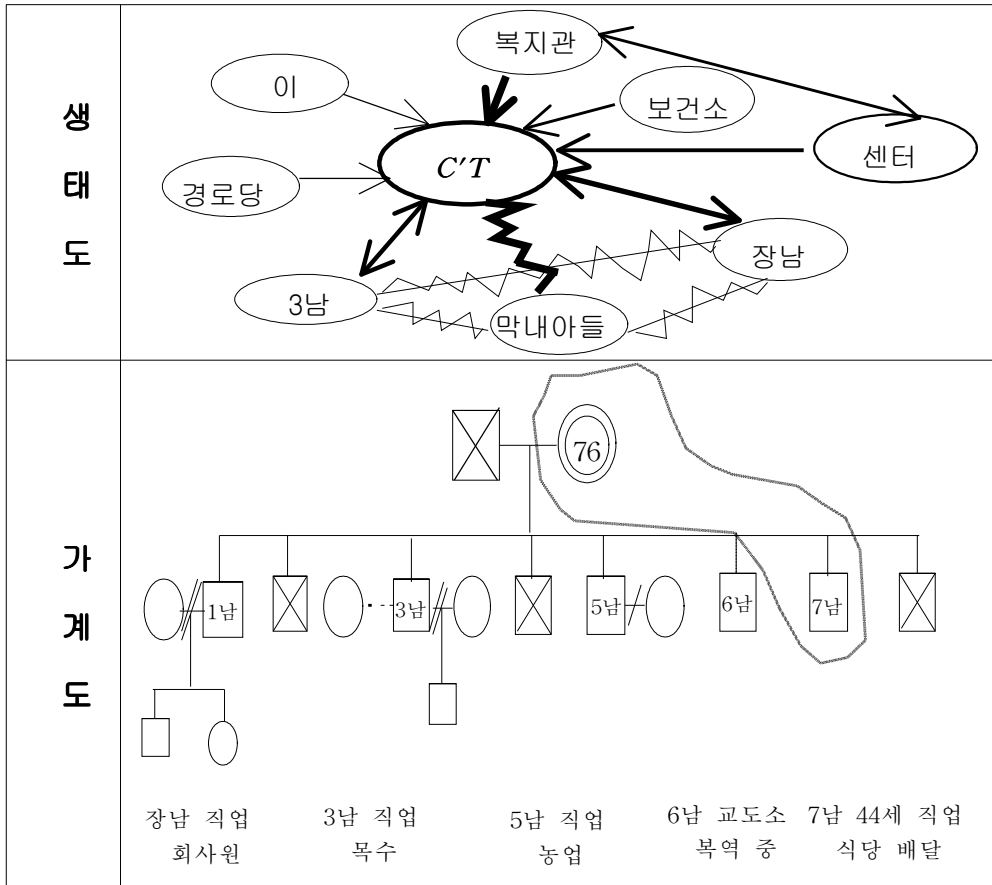 생태도
복지관
이
보건소
센터
C'T
경로당
장남
3남
막내아들
가계도
76
1남
3남
5남
6남
7남
장남 직업
회사원
3남 직업
목수
5남 직업
농업
6남 교도소
복역 중
7남 44세 직업
식당 배달